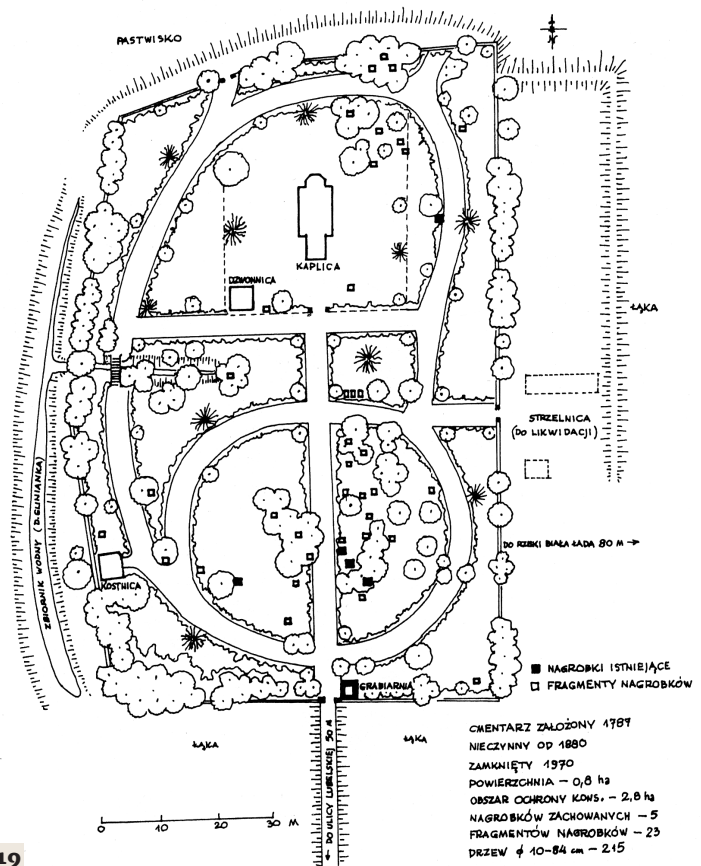 PASTWISKO
KAPLICA
DZWONNICA
ŁĄKA
STRZELNICA
(DO LIKWIDACJI)
ZBIORNIK WODNY (D.GLINIANKA)
DO RZEKI BIAŁA ŁADA 80 M →
KOSTNICA
GRABIARNIA
NAGROBKI ISTNIEJĄCE
FRAGMENTY NAGROBKÓW
ŁĄKA
ŁĄKA
← DO ULICY LUBELSKIEJ 50 M
CMENTARZ ZAŁOŻONY 1789
NIECZYNNY OD 1880
ZAMKNIĘTY 1970
POWIERZCHNIA – 0,8 ha
OBSZAR OCHRONY KONS. – 2,8 ha
NAGROBKÓW ZACHOWANYCH – 5
FRAGMENTÓW NAGROBKÓW – 23
DRZEW ϕ 10-84 cm – 215
0 10 20 30 M
19